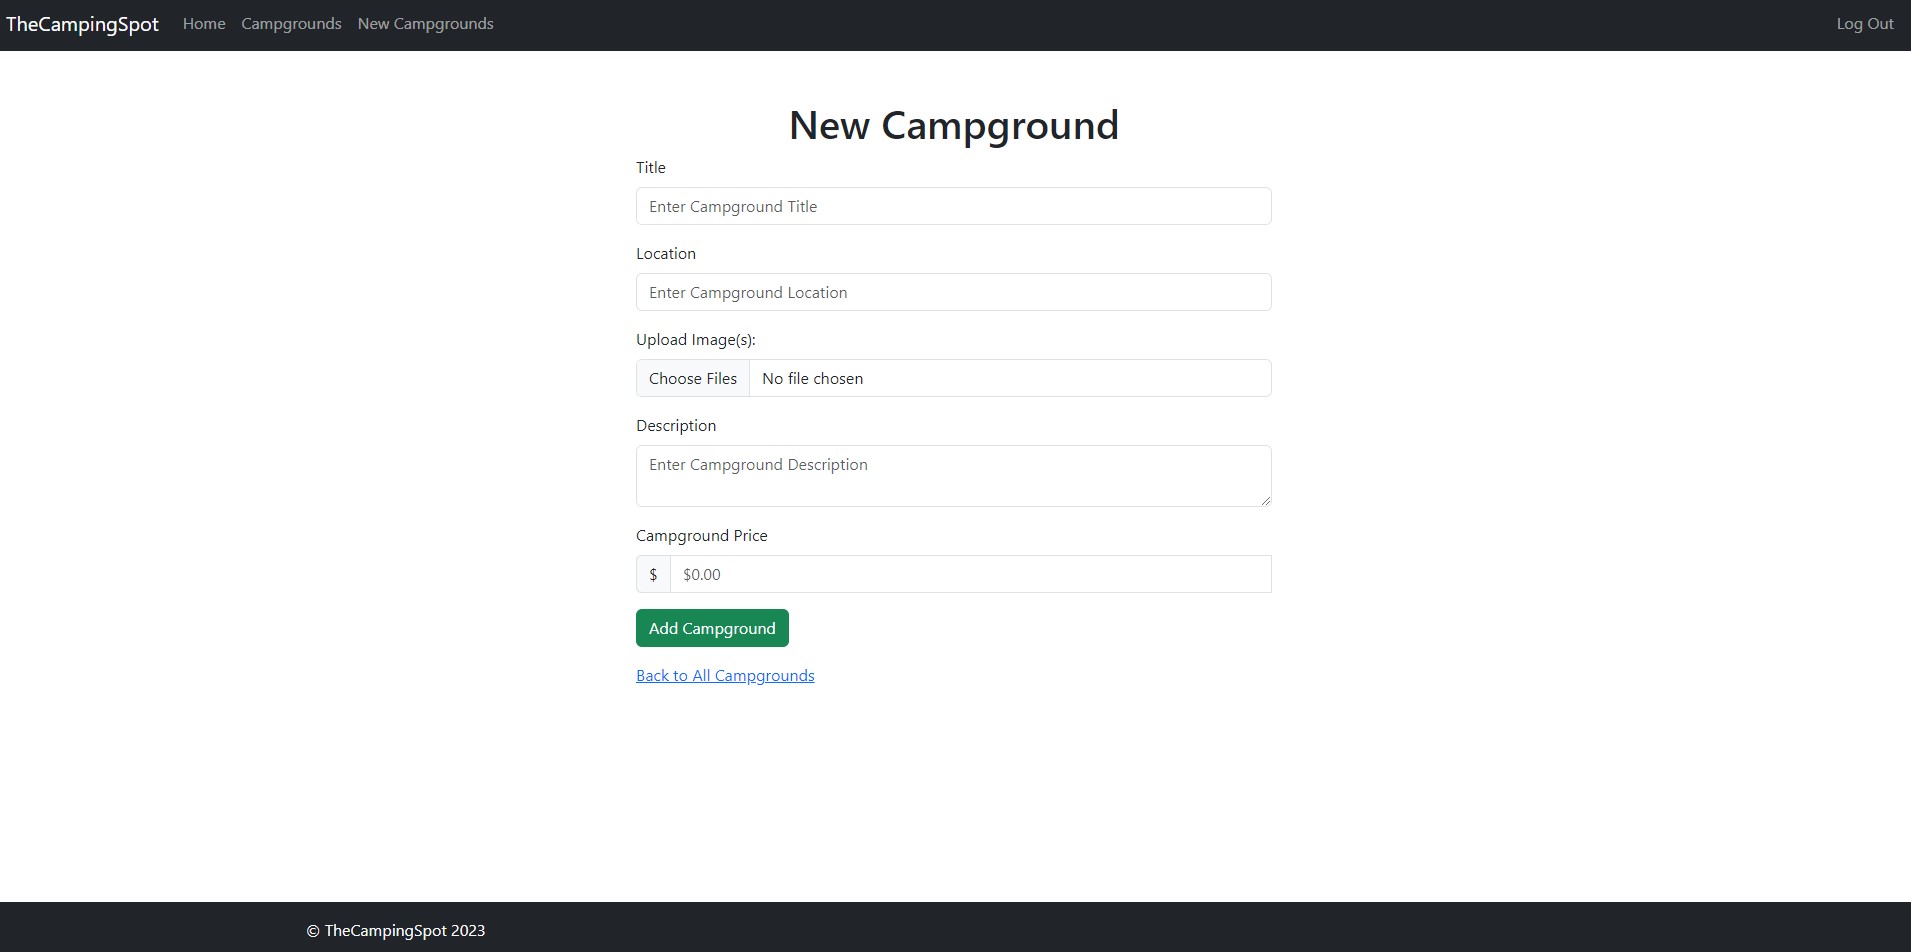 TheCampingSpot Home Campgrounds New Campgrounds Log Out
New Campground
Title
Enter Campground Title
Location
Enter Campground Location
Upload Image(s):
Choose Files No file chosen
Description
Enter Campground Description
Campground Price
$ $0.00
Add Campground
Back to All Campgrounds
© TheCampingSpot 2023